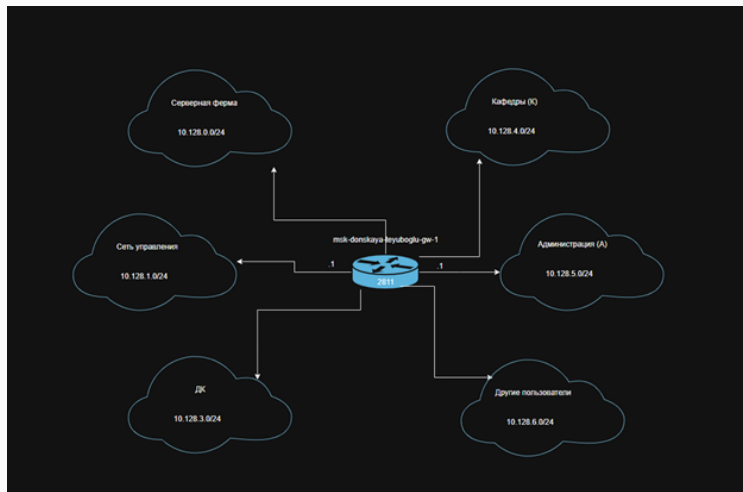 Серверная ферма
10.128.0.0/24
Кафедры (К)
10.128.4.0/24
msk-donskaya-teyuboglu-gw-1
Сеть управления
10.128.1.0/24
.1
2811
.1
Администрация (А)
10.128.5.0/24
ДК
10.128.3.0/24
Другие пользователи
10.128.6.0/24